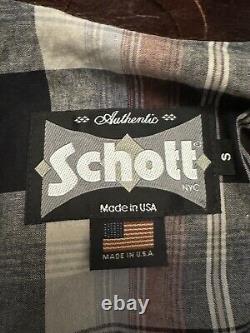 Authentic
Schott
NYC
S
Made in USA
MADE IN U.S.A.